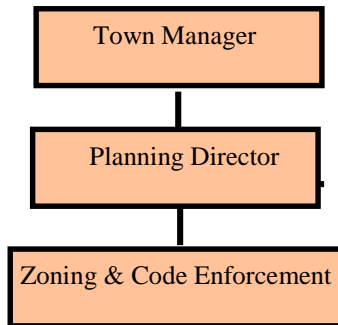 Town Manager
Planning Director
Zoning & Code Enforcement